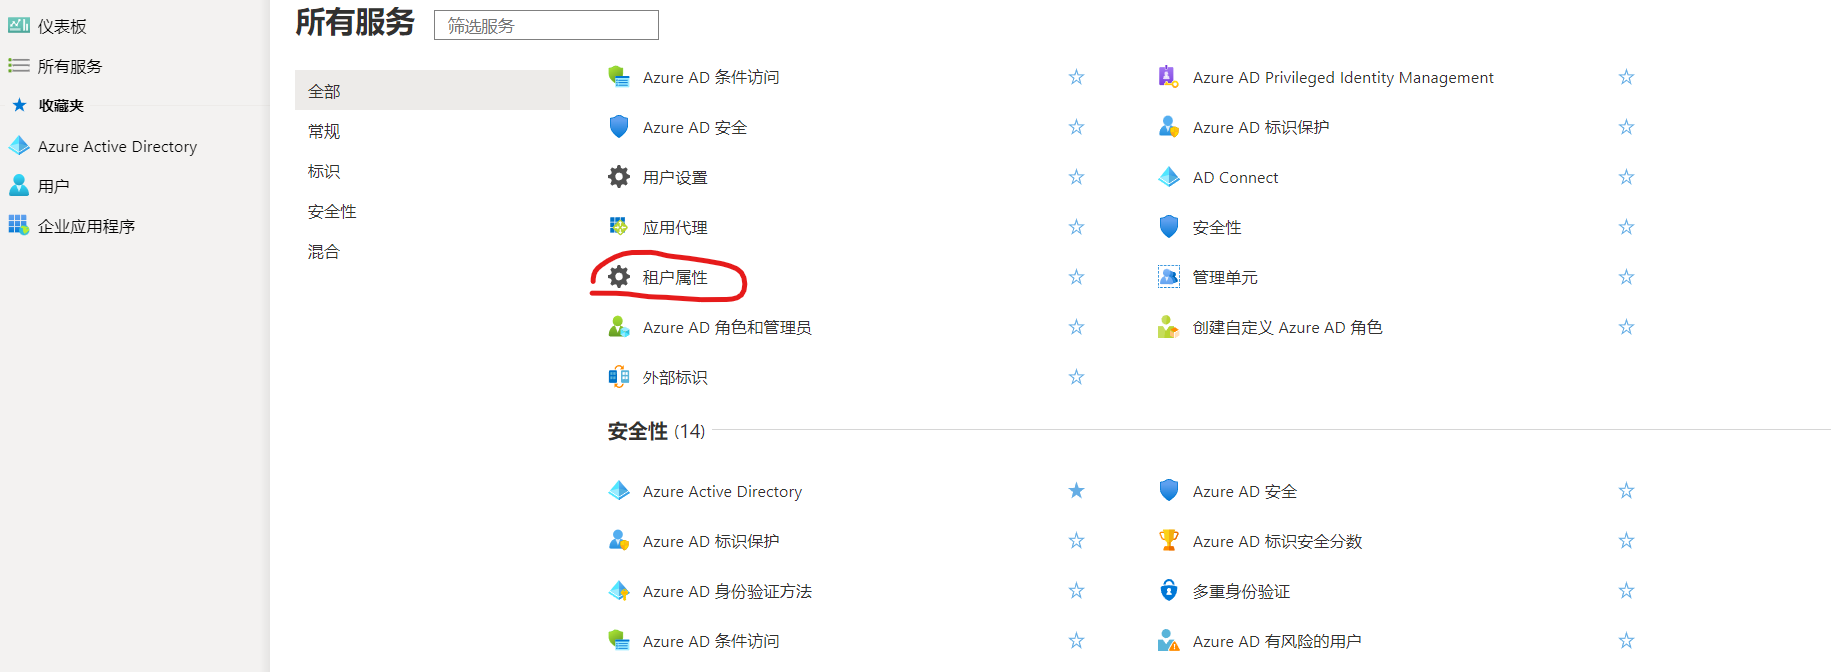 仪表板
所有服务
收藏夹
Azure Active Directory
用户
企业应用程序
所有服务
筛选服务
全部
常规
标识
安全性
混合
Azure AD 条件访问
Azure AD Privileged Identity Management
Azure AD 安全
Azure AD 标识保护
用户设置
AD Connect
应用代理
安全性
租户属性
管理单元
Azure AD 角色和管理员
创建自定义 Azure AD 角色
外部标识
安全性 (14)
Azure Active Directory
Azure AD 安全
Azure AD 标识保护
Azure AD 标识安全分数
Azure AD 身份验证方法
多重身份验证
Azure AD 条件访问
Azure AD 有风险的用户